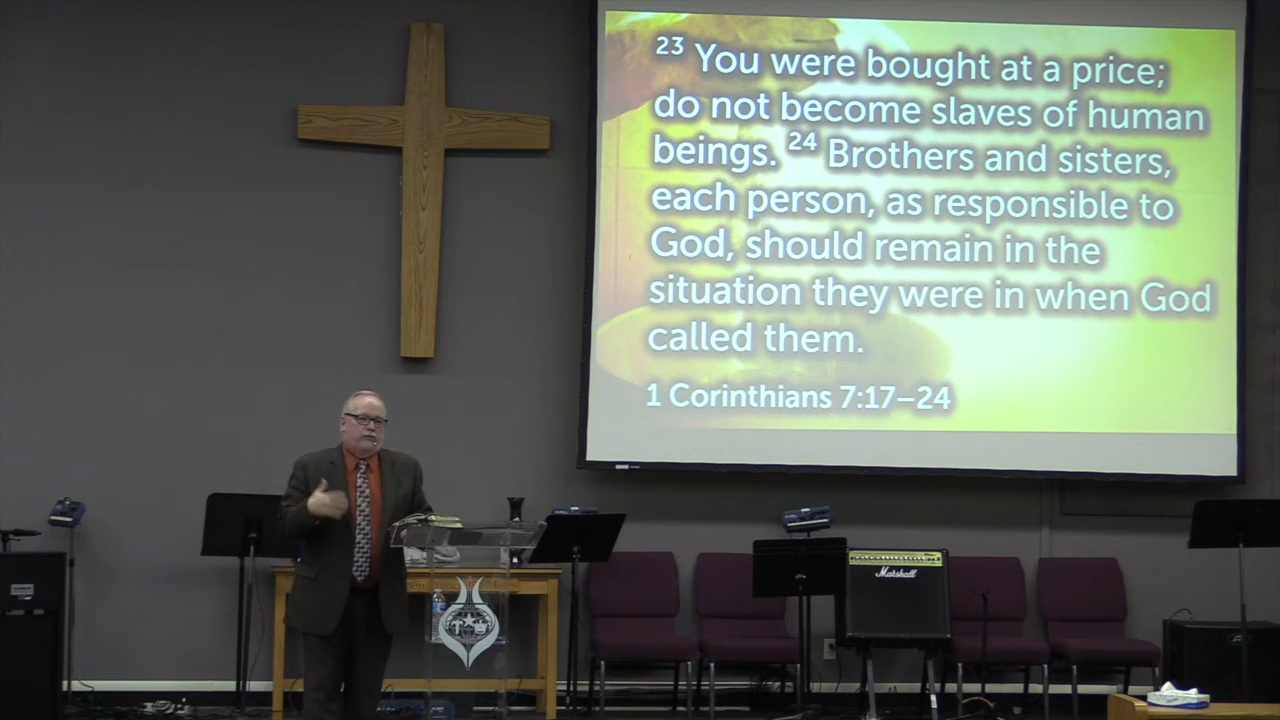 23 You were bought at a price;
do not become slaves of human
beings. 24 Brothers and sisters,
each person, as responsible to
God, should remain in the
situation they were in when God
called them.
1 Corinthians 7:17–24
Marshall